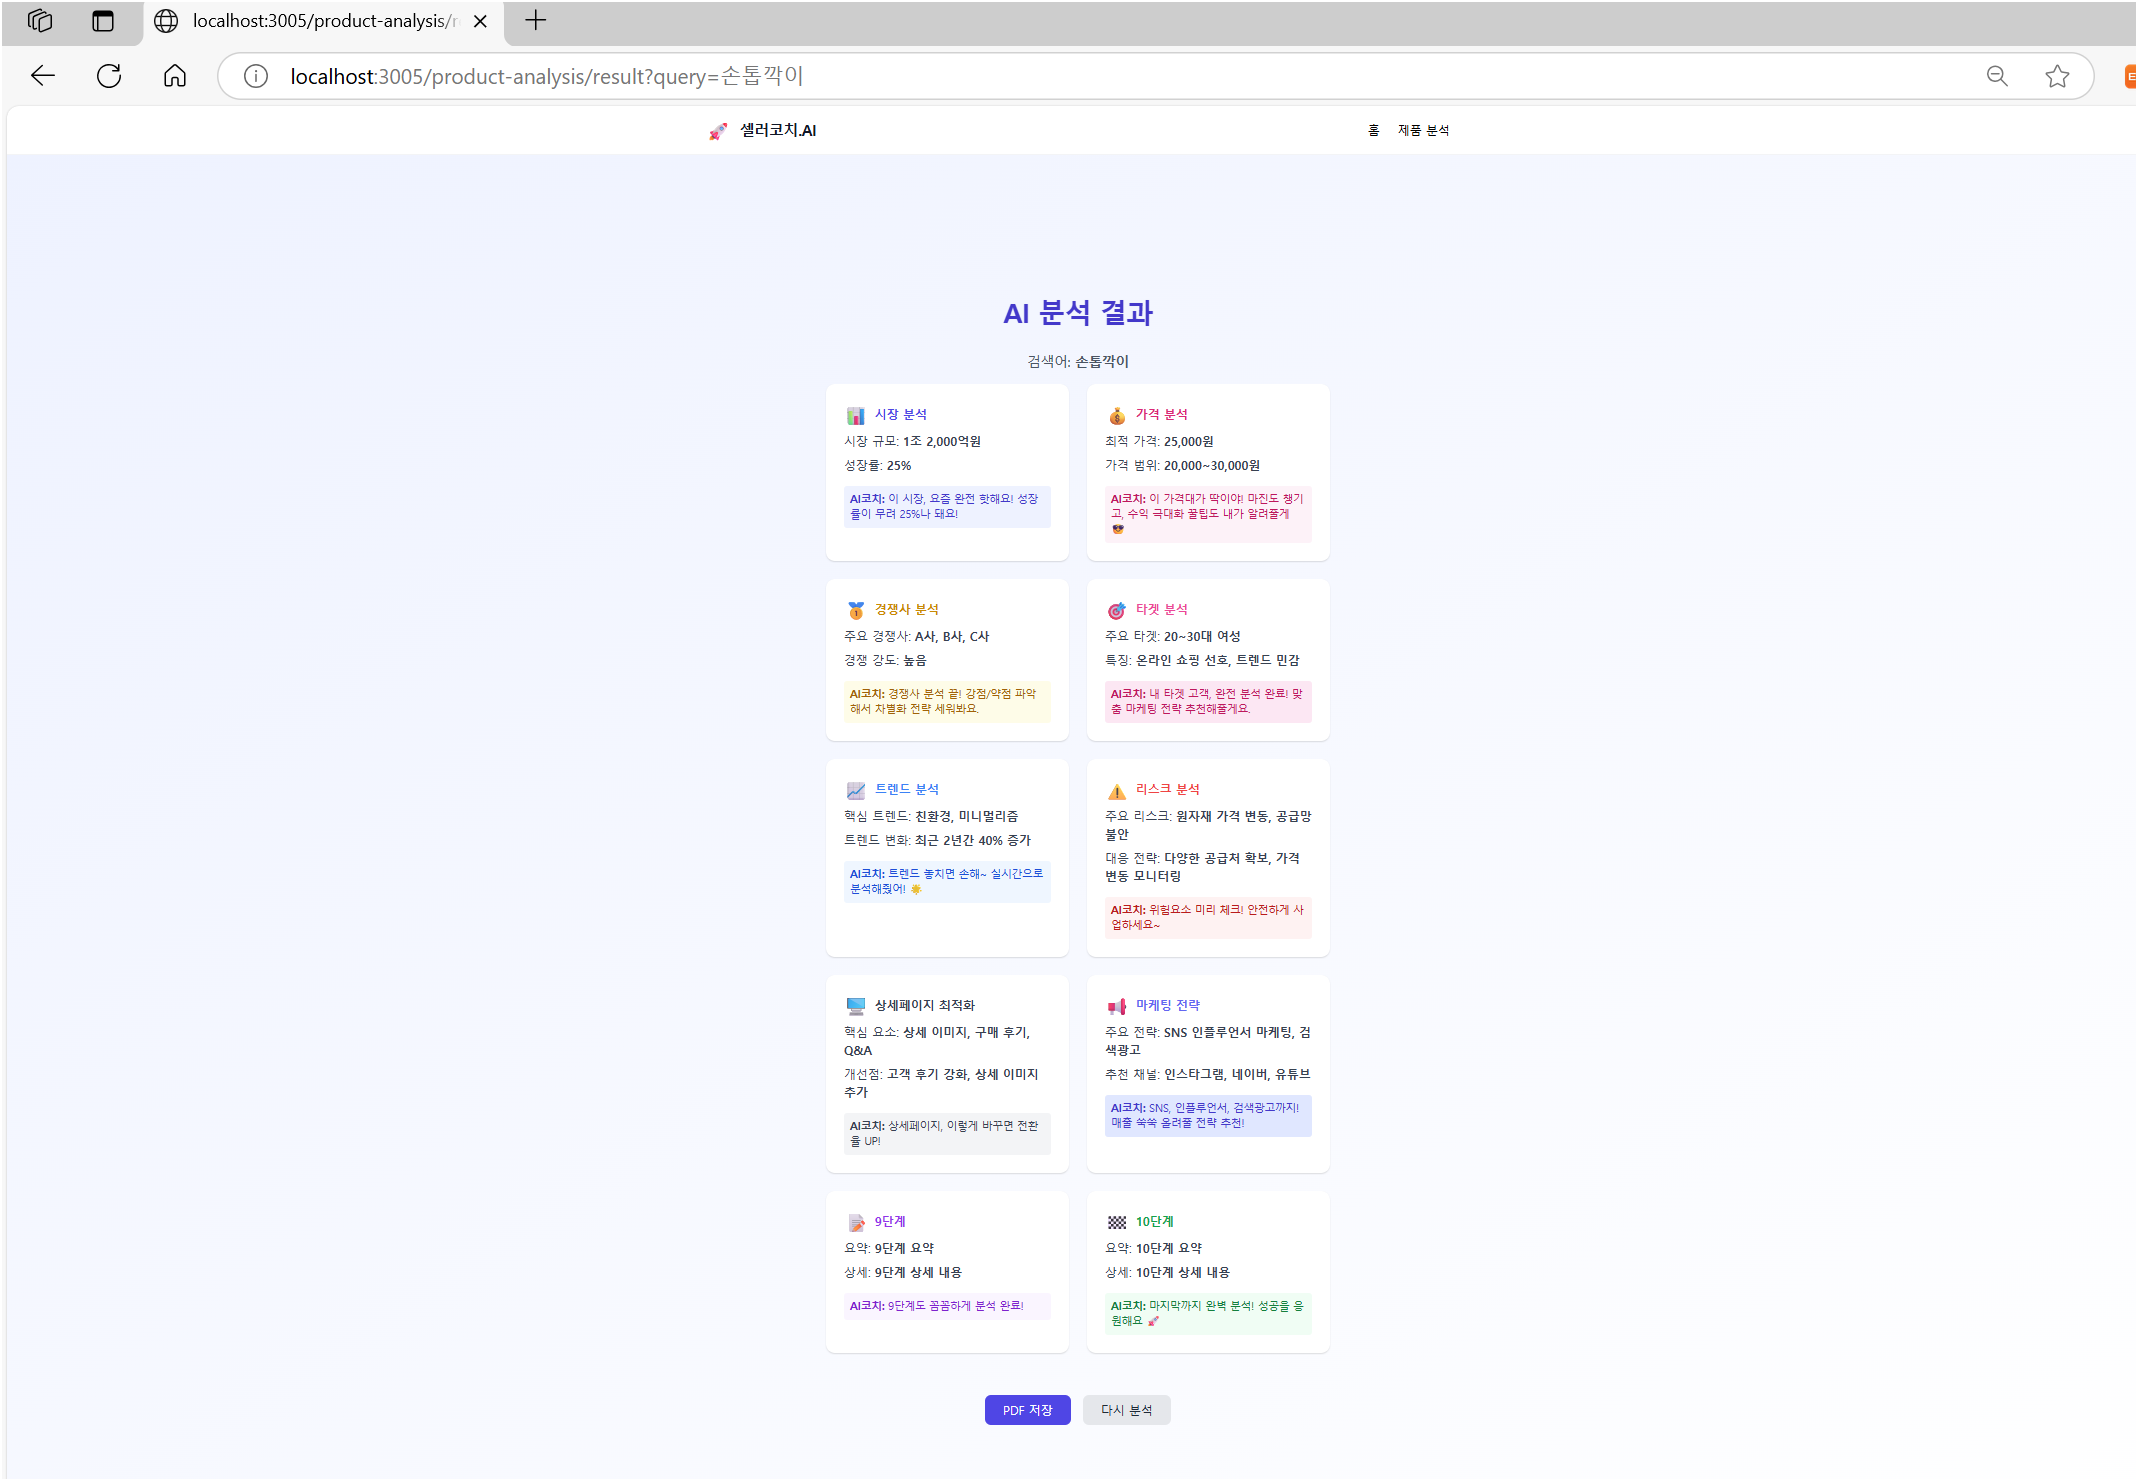 localhost:3005/product-analysis/r
localhost:3005/product-analysis/result?query=손톱깍이
셀러코치.AI
홈 제품 분석
AI 분석 결과
검색어: 손톱깍이
시장 분석
시장 규모: 1조 2,000억원
성장률: 25%
AI코치: 이 시장, 요즘 완전 핫해요! 성장
률이 무려 25%나 돼요!
가격 분석
최적 가격: 25,000원
가격 범위: 20,000~30,000원
AI코치: 이 가격대가 딱이야! 마진도 챙기
고, 수익 극대화 꿀팁도 내가 알려줄게
😎
경쟁사 분석
주요 경쟁사: A사, B사, C사
경쟁 강도: 높음
AI코치: 경쟁사 분석 끝! 강점/약점 파악
해서 차별화 전략 세워봐요.
타겟 분석
주요 타겟: 20~30대 여성
특징: 온라인 쇼핑 선호, 트렌드 민감
AI코치: 내 타겟 고객, 완전 분석 완료! 맞
춤 마케팅 전략 추천해줄게요.
트렌드 분석
핵심 트렌드: 친환경, 미니멀리즘
트렌드 변화: 최근 2년간 40% 증가
AI코치: 트렌드 놓치면 손해~ 실시간으로
분석해줬어! 🌟
리스크 분석
주요 리스크: 원자재 가격 변동, 공급망
불안
대응 전략: 다양한 공급처 확보, 가격
변동 모니터링
AI코치: 위험요소 미리 체크! 안전하게 사
업하세요~
상세페이지 최적화
핵심 요소: 상세 이미지, 구매 후기,
Q&A
개선점: 고객 후기 강화, 상세 이미지
추가
AI코치: 상세페이지, 이렇게 바꾸면 전환
율 UP!
마케팅 전략
주요 전략: SNS 인플루언서 마케팅, 검
색광고
추천 채널: 인스타그램, 네이버, 유튜브
AI코치: SNS, 인플루언서, 검색광고까지!
매출 쑥쑥 올려줄 전략 추천!
9단계
요약: 9단계 요약
상세: 9단계 상세 내용
AI코치: 9단계도 꼼꼼하게 분석 완료!
10단계
요약: 10단계 요약
상세: 10단계 상세 내용
AI코치: 마지막까지 완벽 분석! 성공을 응
원해요 🚀
PDF 저장
다시 분석